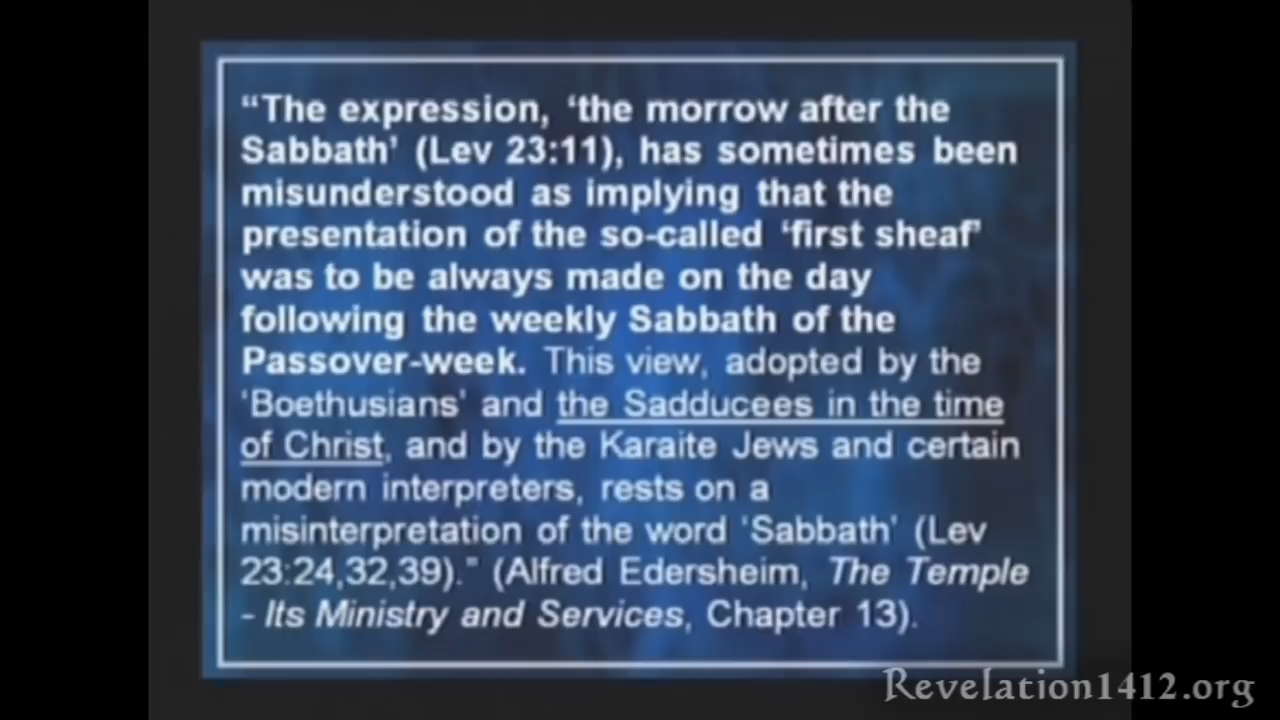 “The expression, ‘the morrow after the
Sabbath’ (Lev 23:11), has sometimes been
misunderstood as implying that the
presentation of the so-called ‘first sheaf’
was to be always made on the day
following the weekly Sabbath of the
Passover-week. This view, adopted by the
‘Boethusians’ and the Sadducees in the time
of Christ, and by the Karaite Jews and certain
modern interpreters, rests on a
misinterpretation of the word ‘Sabbath’ (Lev
23:24,32,39).” (Alfred Edersheim, The Temple
- Its Ministry and Services, Chapter 13).
Revelation1412.org